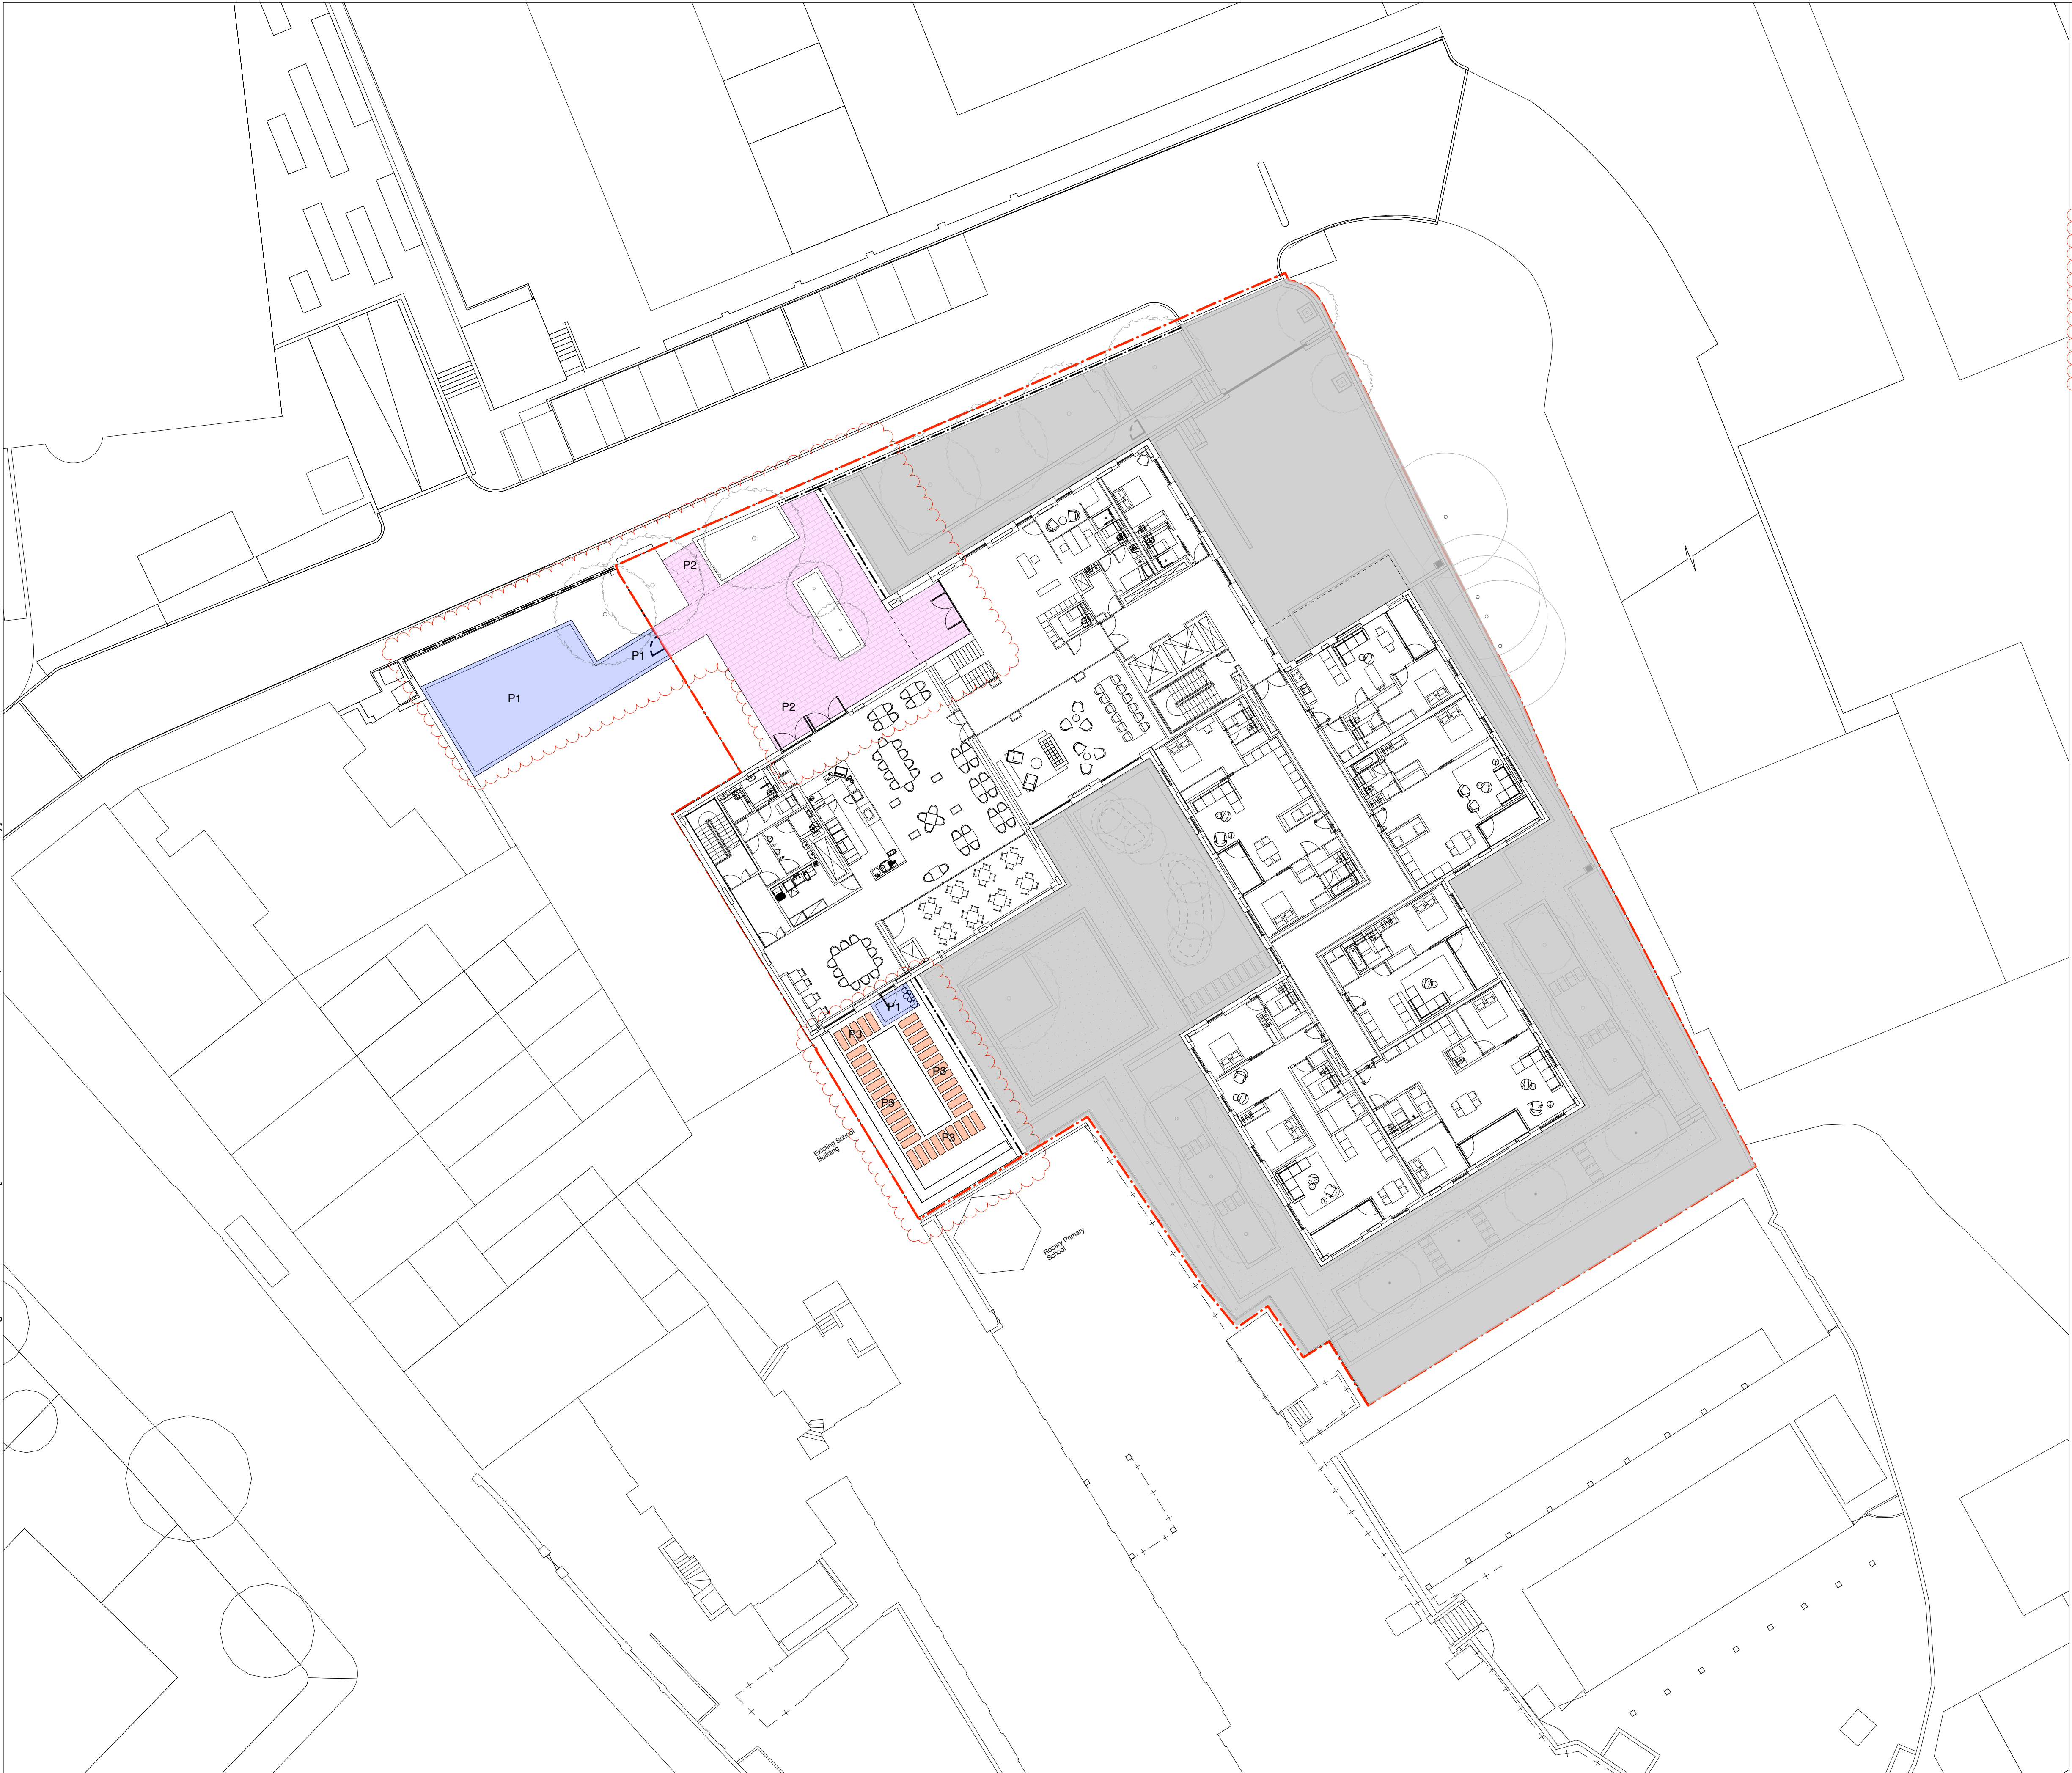 P2
P1
P1
P2
P1
P3
P3
P3
P3
Existing School
Building
Rosary Primary
School